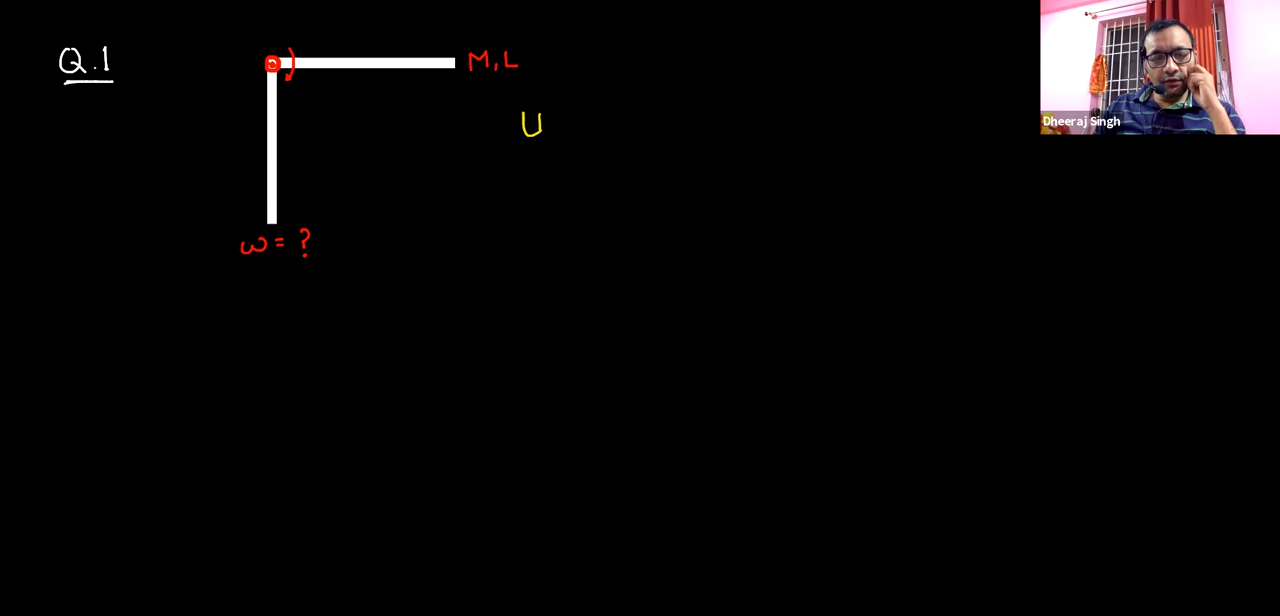 Q.1
M,L
U
ω = ?
Dheeraj Singh